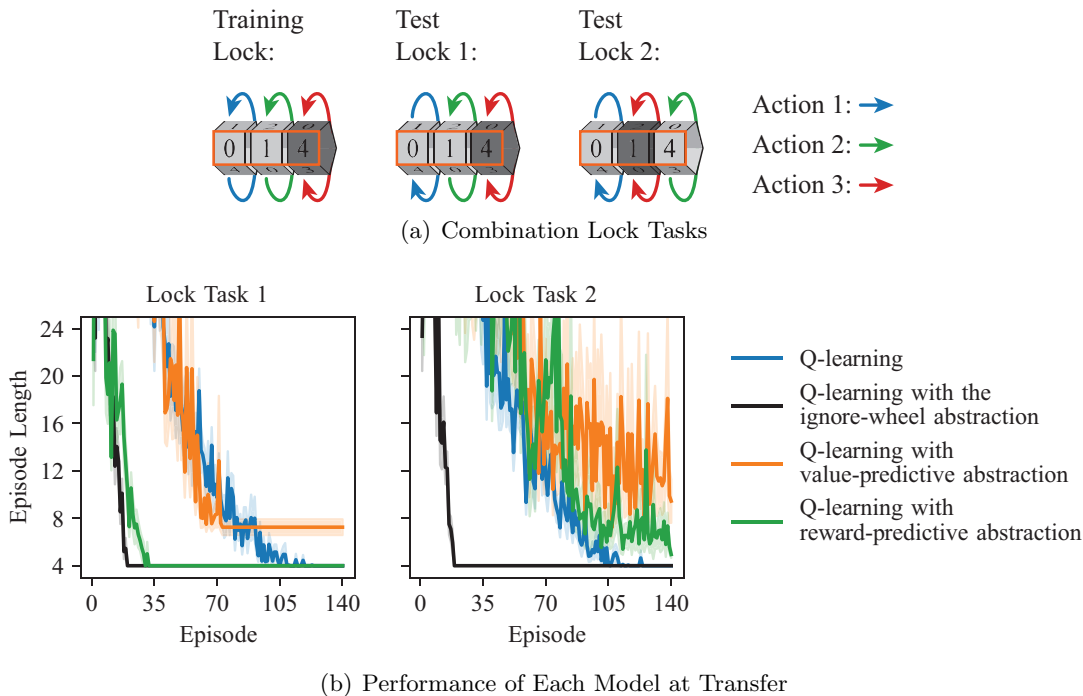 Training
Lock:
Test
Lock 1:
Test
Lock 2:
0 1 4
0 1 4
0 1 4
Action 1:
Action 2:
Action 3:
(a) Combination Lock Tasks
Lock Task 1
Lock Task 2
Episode Length
24
20
16
12
8
4
0 35 70 105 140
0 35 70 105 140
Episode
Episode
Q-learning
Q-learning with the
ignore-wheel abstraction
Q-learning with
value-predictive abstraction
Q-learning with
reward-predictive abstraction
(b) Performance of Each Model at Transfer